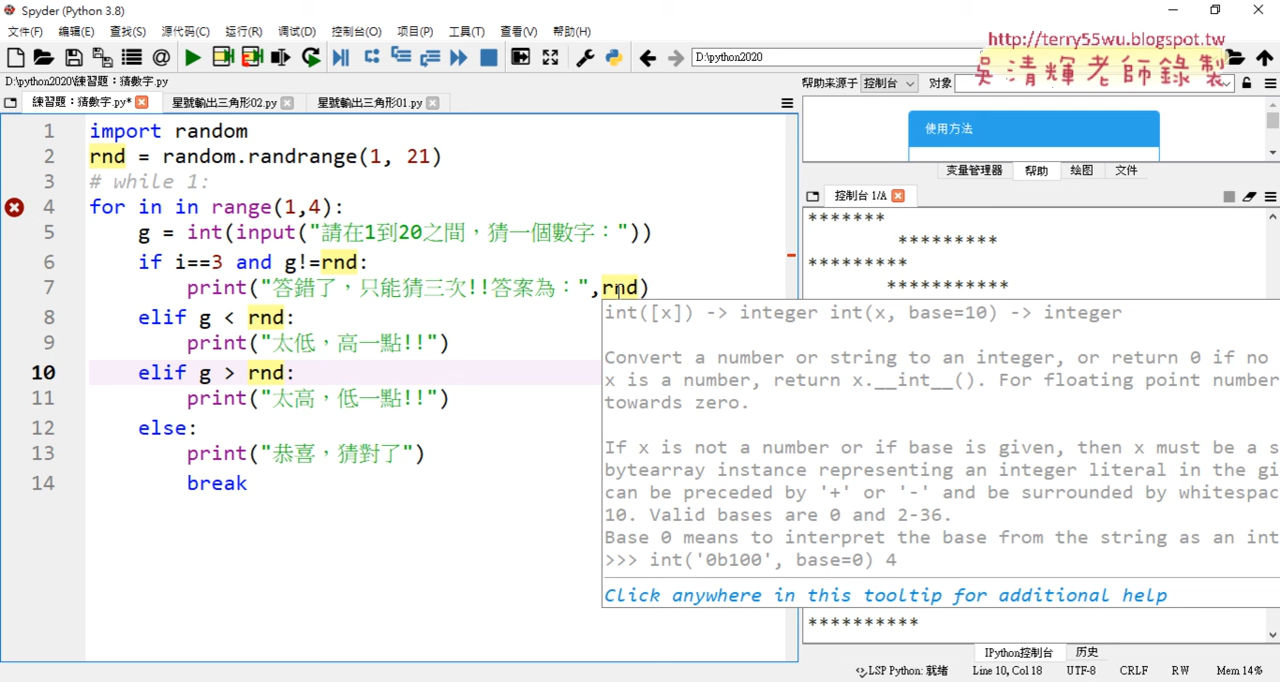 Spyder (Python 3.8)
文件(F) 编辑(E) 查找(S) 源代码(C) 运行(R) 调试(D) 控制台(O) 项目(P) 工具(T) 查看(V) 帮助(H)
D:\python2020
http://terry55wu.blogspot.tw
吳清輝老師錄製
D:\python2020\練習題：猜數字.py
帮助来源于 控制台 对象
練習題：猜數字.py* 星號輸出三角形02.py 星號輸出三角形01.py
1 import random
2 rnd = random.randrange(1, 21)
3 # while 1:
4 for in in range(1,4):
5 g = int(input("請在1到20之間，猜一個數字："))
6 if i==3 and g!=rnd:
7 print("答錯了，只能猜三次!!答案為：",rnd)
8 elif g < rnd:
9 print("太低，高一點!!")
10 elif g > rnd:
11 print("太高，低一點!!")
12 else:
13 print("恭喜，猜對了")
14 break
使用方法
变量管理器 帮助 绘图 文件
控制台 1/A
*******
*********
*********
***********
int([x]) -> integer int(x, base=10) -> integer
Convert a number or string to an integer, or return 0 if no
x is a number, return x.__int__(). For floating point number
towards zero.
If x is not a number or if base is given, then x must be a s
bytearray instance representing an integer literal in the gi
can be preceded by '+' or '-' and be surrounded by whitespac
10. Valid bases are 0 and 2-36.
Base 0 means to interpret the base from the string as an int
>>> int('0b100', base=0) 4
Click anywhere in this tooltip for additional help
**********
IPython控制台 历史
LSP Python: 就绪 Line 10, Col 18 UTF-8 CRLF RW Mem 14%